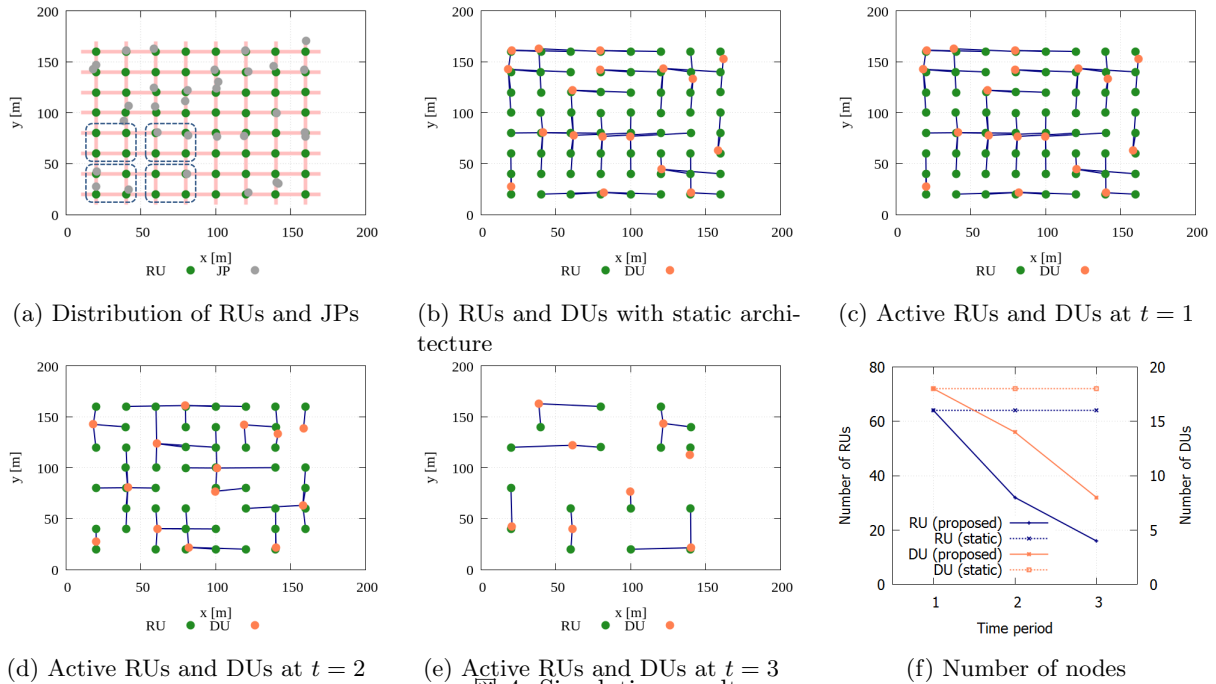 200
150
100
50
0
y [m]
0 50 100 150 200
x [m]
RU JP
(a) Distribution of RUs and JPs
200
150
100
50
0
y [m]
0 50 100 150 200
x [m]
RU DU
(b) RUs and DUs with static archi-
tecture
200
150
100
50
0
y [m]
0 50 100 150 200
x [m]
RU DU
(c) Active RUs and DUs at t = 1
200
150
100
50
0
y [m]
0 50 100 150 200
x [m]
RU DU
(d) Active RUs and DUs at t = 2
200
150
100
50
0
y [m]
0 50 100 150 200
x [m]
RU DU
(e) Active RUs and DUs at t = 3
80
60
40
20
0
Number of RUs
20
15
10
5
0
Number of DUs
RU (proposed)
RU (static)
DU (proposed)
DU (static)
1 2 3
Time period
(f) Number of nodes